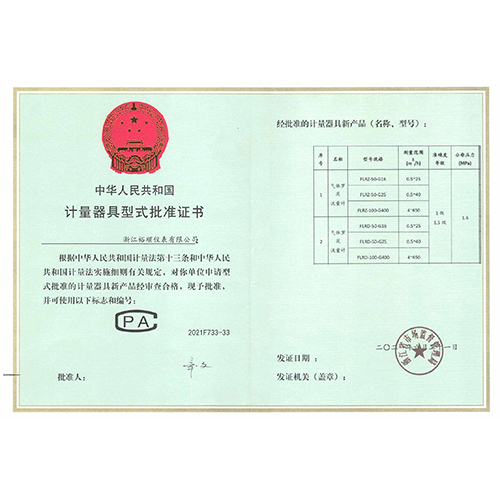 中华人民共和国
计量器具型式批准证书
浙江裕顺仪表有限公司
根据中华人民共和国计量法第十三条和中华人民
共和国计量法实施细则有关规定，对你单位申请型
式批准的计量器具新产品经审查合格，现予批准，
并可使用以下标志和编号：
CPA
2021F733-33
批准人：
经批准的计量器具新产品（名称、型号）：
序号 名称 型号规格 测量范围(m³/h) 准确度等级 公称压力(MPa)
1 气体罗茨流量计 FLRZ-50-G16 0.5~25 1级 1.5级 1.6
FLRZ-50-G25 0.5~40
FLRZ-100-G400 4~650
2 气体罗茨流量计 FLRD-50-G16 0.5~25
FLRD-50-G25 0.5~40
FLRD-100-G400 4~650
发证日期：
发证机关（盖章）：
浙江省市场监督管理局